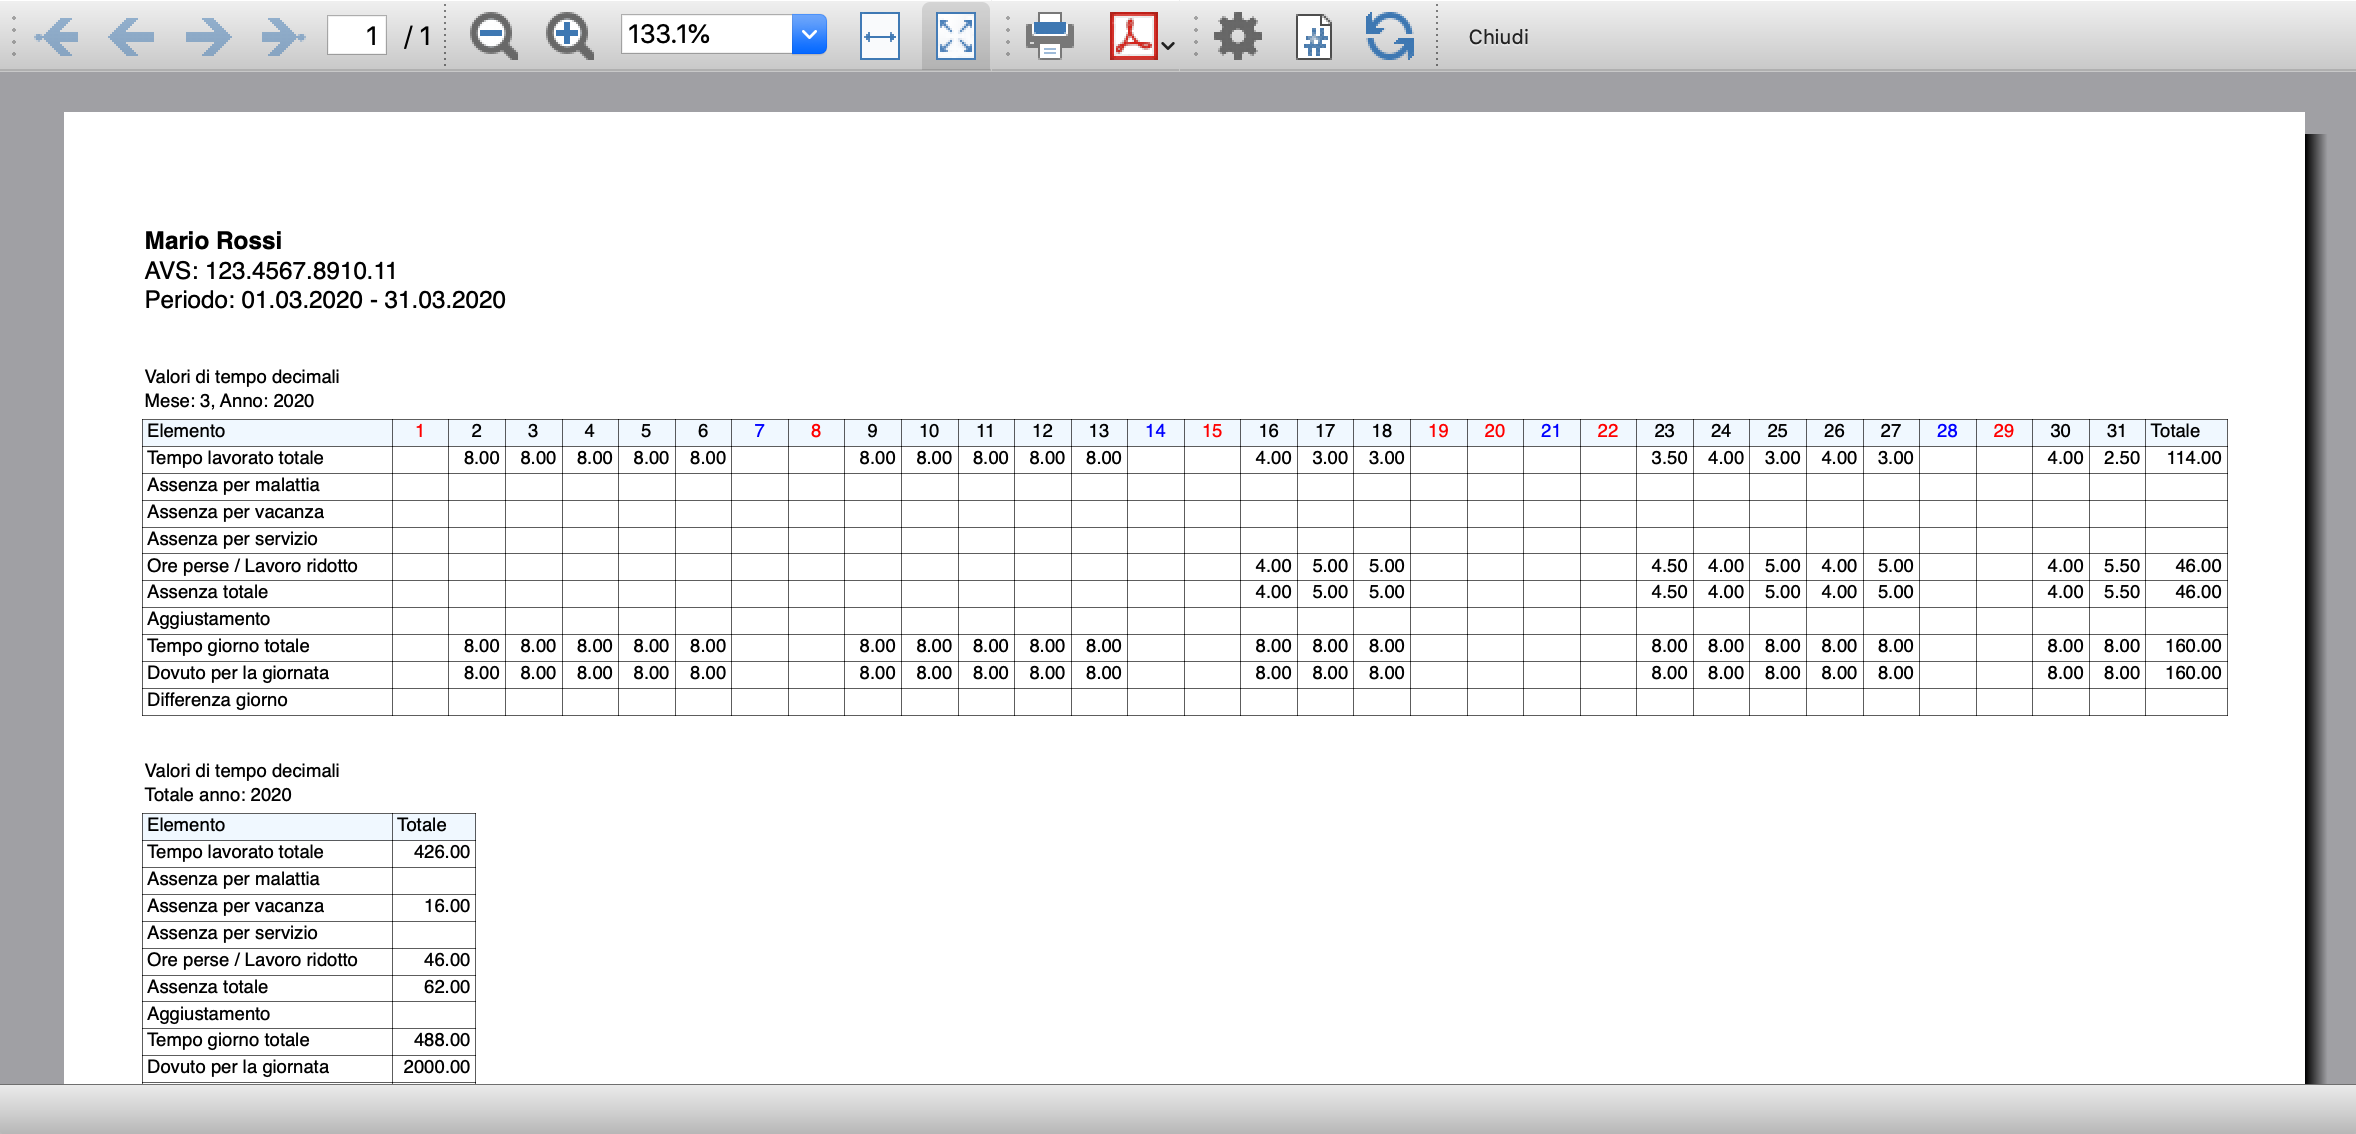 1 / 1 133.1% Chiudi
Mario Rossi
AVS: 123.4567.8910.11
Periodo: 01.03.2020 - 31.03.2020
Valori di tempo decimali
Mese: 3, Anno: 2020
Elemento 1 2 3 4 5 6 7 8 9 10 11 12 13 14 15 16 17 18 19 20 21 22 23 24 25 26 27 28 29 30 31 Totale
Tempo lavorato totale 8.00 8.00 8.00 8.00 8.00 8.00 8.00 8.00 8.00 8.00 4.00 3.00 3.00 3.50 4.00 3.00 4.00 3.00 4.00 2.50 114.00
Assenza per malattia
Assenza per vacanza
Assenza per servizio
Ore perse / Lavoro ridotto 4.00 5.00 5.00 4.50 4.00 5.00 4.00 5.00 4.00 5.50 46.00
Assenza totale 4.00 5.00 5.00 4.50 4.00 5.00 4.00 5.00 4.00 5.50 46.00
Aggiustamento
Tempo giorno totale 8.00 8.00 8.00 8.00 8.00 8.00 8.00 8.00 8.00 8.00 8.00 8.00 8.00 8.00 8.00 8.00 8.00 8.00 8.00 8.00 160.00
Dovuto per la giornata 8.00 8.00 8.00 8.00 8.00 8.00 8.00 8.00 8.00 8.00 8.00 8.00 8.00 8.00 8.00 8.00 8.00 8.00 8.00 8.00 160.00
Differenza giorno
Valori di tempo decimali
Totale anno: 2020
Elemento Totale
Tempo lavorato totale 426.00
Assenza per malattia
Assenza per vacanza 16.00
Assenza per servizio
Ore perse / Lavoro ridotto 46.00
Assenza totale 62.00
Aggiustamento
Tempo giorno totale 488.00
Dovuto per la giornata 2000.00